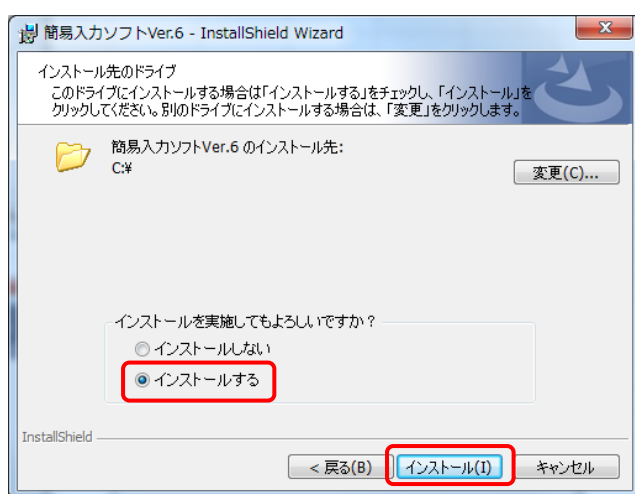 簡易入力ソフトVer.6 - InstallShield Wizard
インストール先のドライブ
このドライブにインストールする場合は「インストールする」をチェックし、「インストール」を
クリックしてください。別のドライブにインストールする場合は、「変更」をクリックします。
簡易入力ソフトVer.6 のインストール先:
C:¥
変更(C)...
インストールを実施してもよろしいですか？
インストールしない
インストールする
InstallShield
< 戻る(B)
インストール(I)
キャンセル